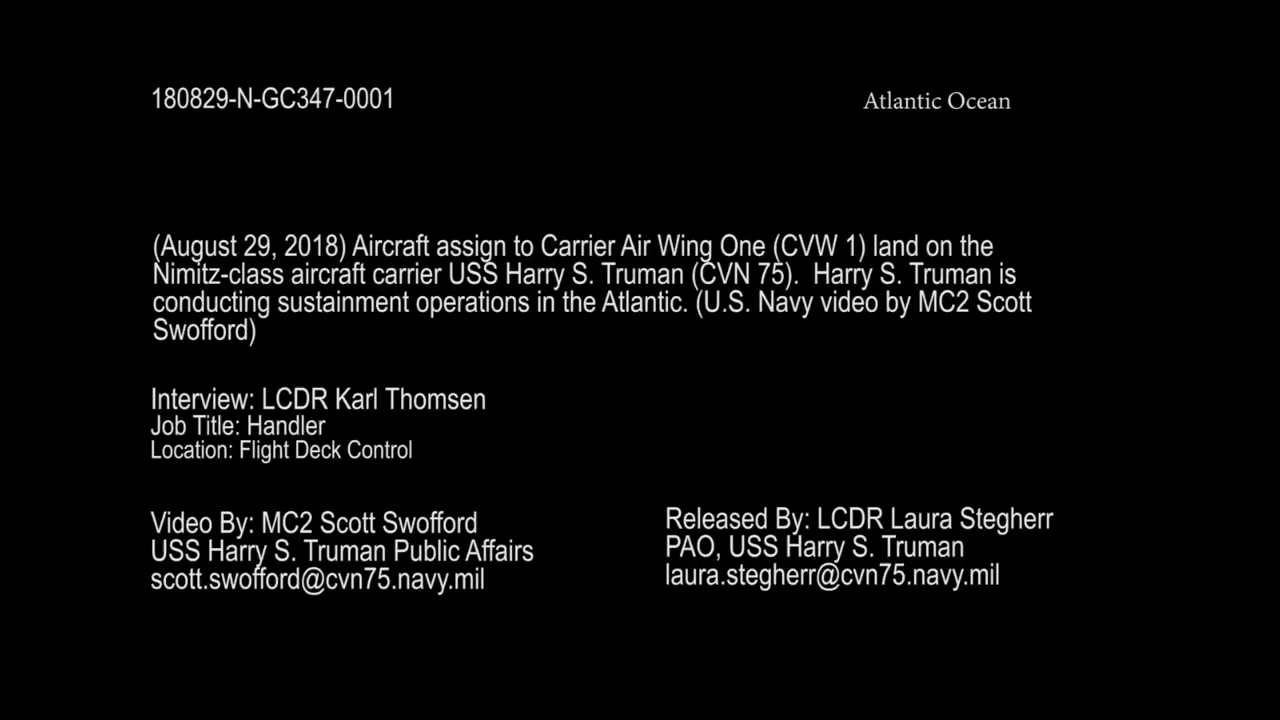 180829-N-GC347-0001
Atlantic Ocean
(August 29, 2018) Aircraft assign to Carrier Air Wing One (CVW 1) land on the
Nimitz-class aircraft carrier USS Harry S. Truman (CVN 75).  Harry S. Truman is
conducting sustainment operations in the Atlantic. (U.S. Navy video by MC2 Scott
Swofford)
Interview: LCDR Karl Thomsen
Job Title: Handler
Location: Flight Deck Control
Video By: MC2 Scott Swofford
USS Harry S. Truman Public Affairs
scott.swofford@cvn75.navy.mil
Released By: LCDR Laura Stegherr
PAO, USS Harry S. Truman
laura.stegherr@cvn75.navy.mil